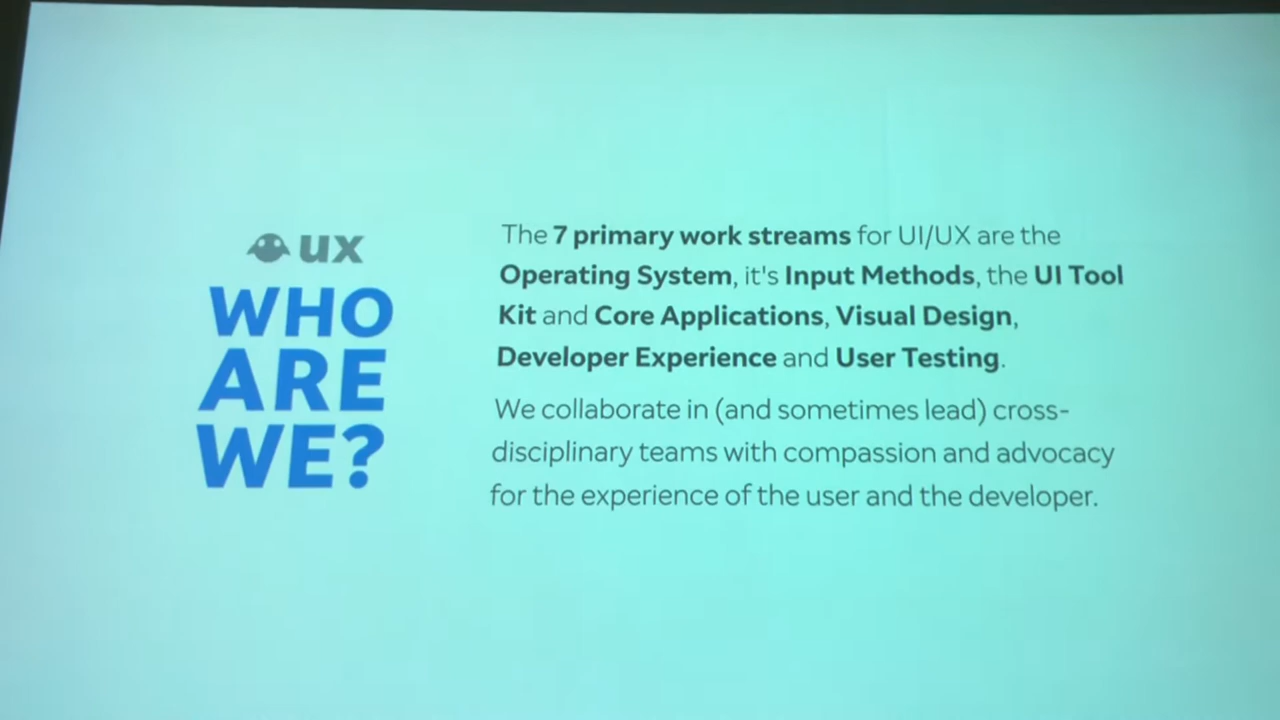 ux
WHO
ARE
WE?
The 7 primary work streams for UI/UX are the
Operating System, it's Input Methods, the UI Tool
Kit and Core Applications, Visual Design,
Developer Experience and User Testing.
We collaborate in (and sometimes lead) cross-
disciplinary teams with compassion and advocacy
for the experience of the user and the developer.